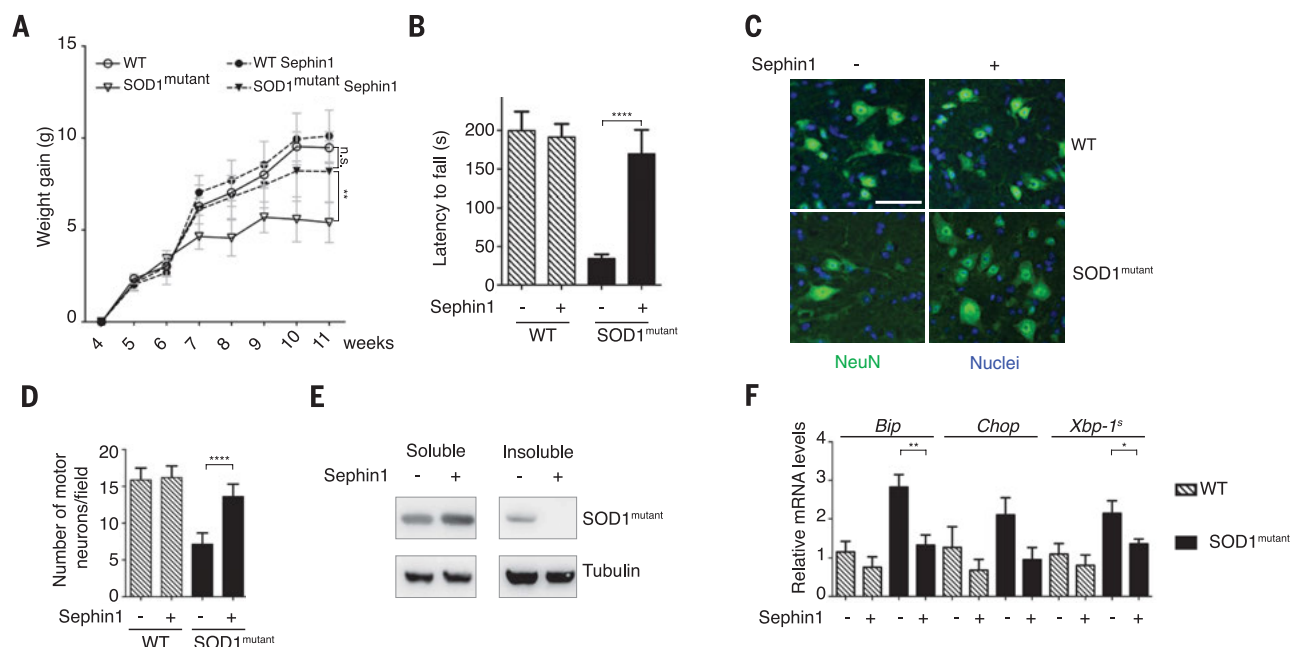 A
15
WT
WT Sephin1
SOD1mutant
SOD1mutant Sephin1
10
5
0
Weight gain (g)
n.s.
**
4 5 6 7 8 9 10 11 weeks
B
Latency to fall (s)
200
150
100
50
0
****
Sephin1 - + - +
WT SOD1mutant
C
Sephin1 - +
WT
SOD1mutant
NeuN Nuclei
D
Number of motor
neurons/field
20
15
10
5
0
****
Sephin1 - + - +
WT SOD1mutant
E
Soluble Insoluble
Sephin1 - + - +
SOD1mutant
Tubulin
F
Bip Chop Xbp-1s
Relative mRNA levels
4
3
2
1
0
** *
WT
SOD1mutant
Sephin1 - + - + - + - + - + - +